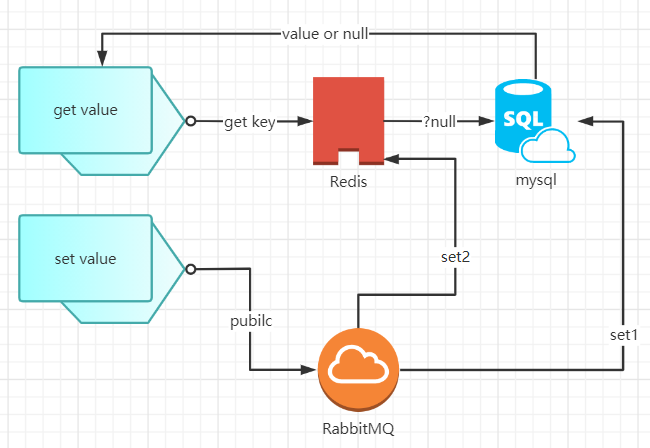 value or null
get value
get key
Redis
?null
SQL
mysql
set value
pubilc
set2
set1
RabbitMQ